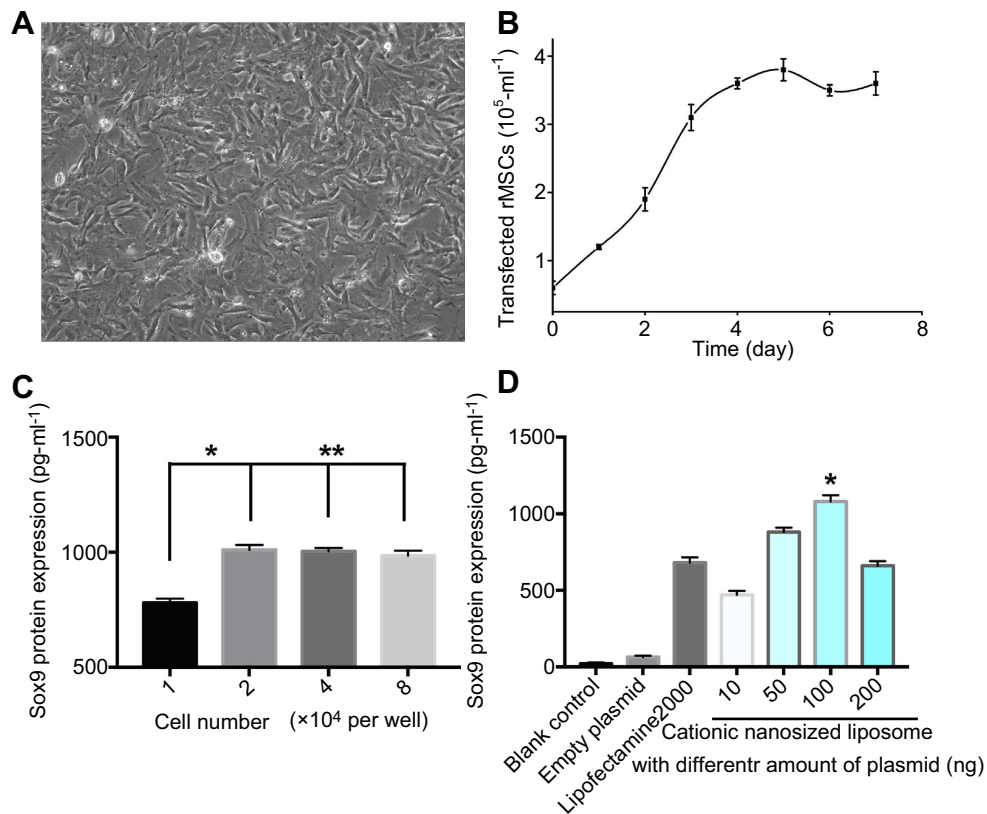 A
B
Transfected rMSCs (10⁵-ml⁻¹)
4
3
2
1
0
2
4
6
8
Time (day)
C
Sox9 protein expression (pg-ml⁻¹)
1500
1000
500
*
**
1
2
4
8
Cell number (×10⁴ per well)
D
Sox9 protein expression (pg-ml⁻¹)
1500
1000
500
0
*
Blank control
Empty plasmid
Lipofectamine2000
10
50
100
200
Cationic nanosized liposome
with differentr amount of plasmid (ng)